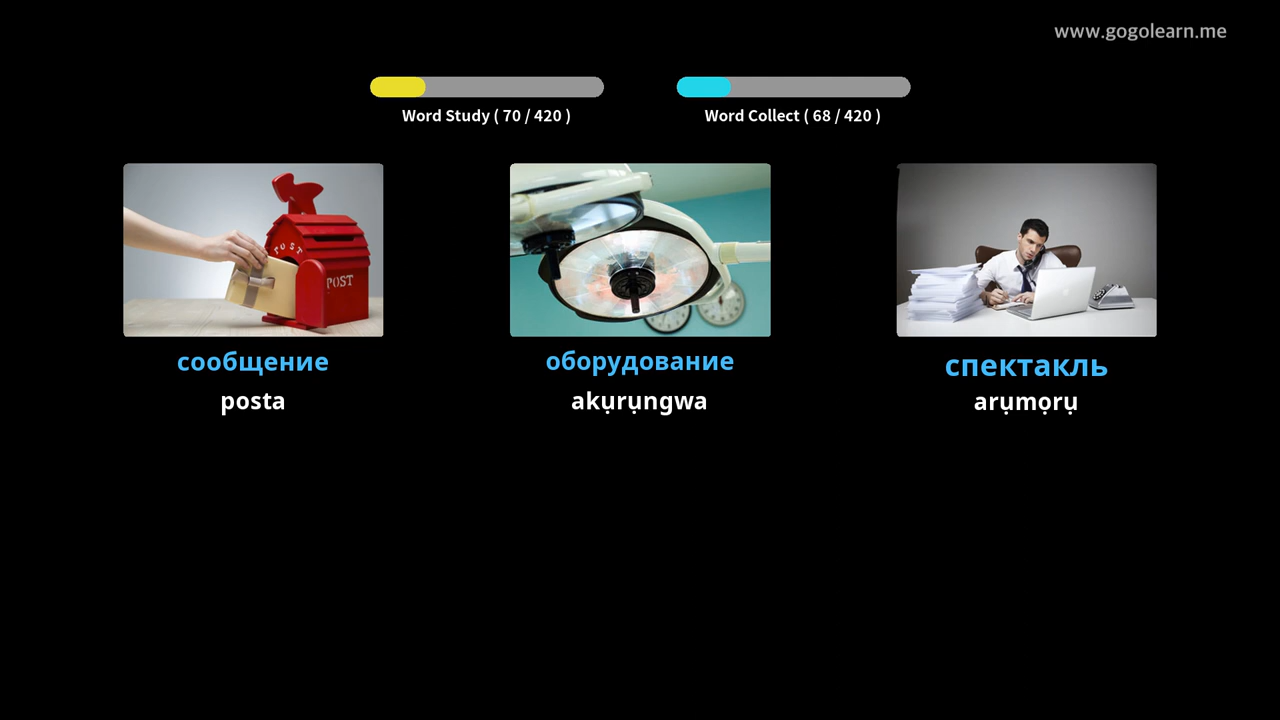 www.gogolearn.me
Word Study ( 70 / 420 )
Word Collect ( 68 / 420 )
POST
POST
сообщение
оборудование
спектакль
posta
akụrụngwa
arụmọrụ